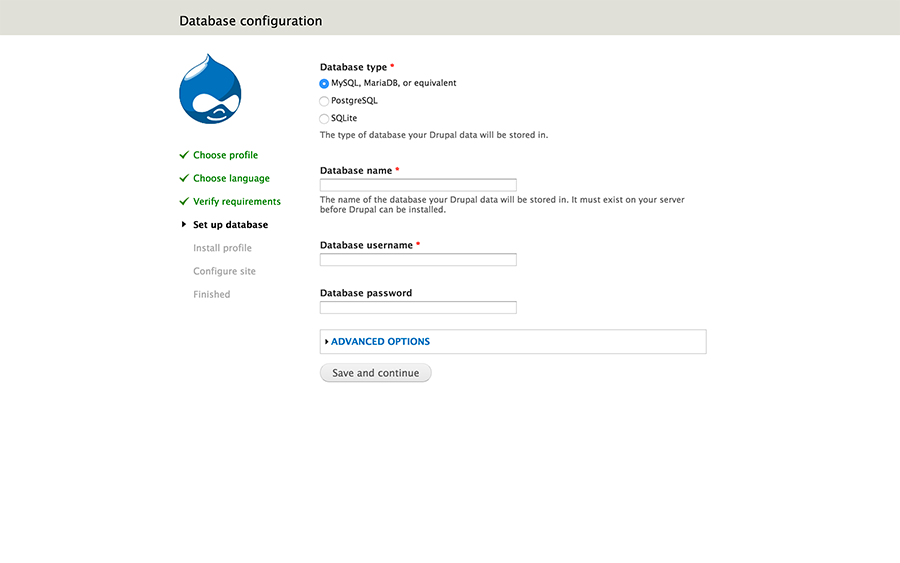 Database configuration
Choose profile
Choose language
Verify requirements
Set up database
Install profile
Configure site
Finished
Database type *
MySQL, MariaDB, or equivalent
PostgreSQL
SQLite
The type of database your Drupal data will be stored in.
Database name *
The name of the database your Drupal data will be stored in. It must exist on your server
before Drupal can be installed.
Database username *
Database password
ADVANCED OPTIONS
Save and continue